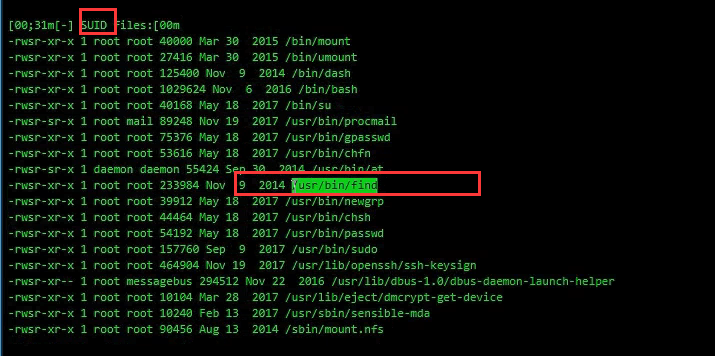 [00;31m[-] SUID Files:[00m
-rwsr-xr-x 1 root root 40000 Mar 30  2015 /bin/mount
-rwsr-xr-x 1 root root 27416 Mar 30  2015 /bin/umount
-rwsr-xr-x 1 root root 125400 Nov  9  2014 /bin/dash
-rwsr-xr-x 1 root root 1029624 Nov  6  2016 /bin/bash
-rwsr-xr-x 1 root root 40168 May 18  2017 /bin/su
-rwsr-sr-x 1 root mail 89248 Nov 19  2017 /usr/bin/procmail
-rwsr-xr-x 1 root root 75376 May 18  2017 /usr/bin/gpasswd
-rwsr-xr-x 1 root root 53616 May 18  2017 /usr/bin/chfn
-rwsr-sr-x 1 daemon daemon 55424 Sep 30  2014 /usr/bin/at
-rwsr-xr-x 1 root root 233984 Nov  9  2014 /usr/bin/find
-rwsr-xr-x 1 root root 39912 May 18  2017 /usr/bin/newgrp
-rwsr-xr-x 1 root root 44464 May 18  2017 /usr/bin/chsh
-rwsr-xr-x 1 root root 54192 May 18  2017 /usr/bin/passwd
-rwsr-xr-x 1 root root 157760 Sep  9  2017 /usr/bin/sudo
-rwsr-xr-x 1 root root 464904 Nov 19  2017 /usr/lib/openssh/ssh-keysign
-rwsr-xr-- 1 root messagebus 294512 Nov 22  2016 /usr/lib/dbus-1.0/dbus-daemon-launch-helper
-rwsr-xr-x 1 root root 10104 Mar 28  2017 /usr/lib/eject/dmcrypt-get-device
-rwsr-xr-x 1 root root 10240 Feb 13  2017 /usr/sbin/sensible-mda
-rwsr-xr-x 1 root root 90456 Aug 13  2014 /sbin/mount.nfs